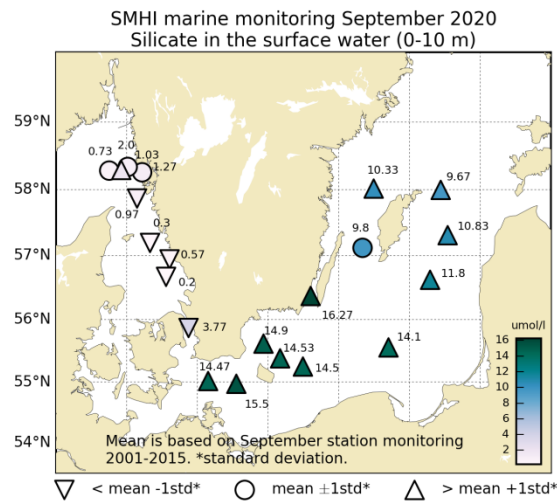 SMHI marine monitoring September 2020
Silicate in the surface water (0-10 m)
59°N
58°N
57°N
56°N
55°N
54°N
0.73
2.0
1.03
1.27
0.97
0.3
0.57
0.2
3.77
10.33
9.67
9.8
10.83
11.8
16.27
14.9
14.53
14.5
14.1
14.47
15.5
umol/l
16
14
12
10
8
6
4
2
Mean is based on September station monitoring
2001-2015. *standard deviation.
< mean -1std*
mean ±1std*
> mean +1std*